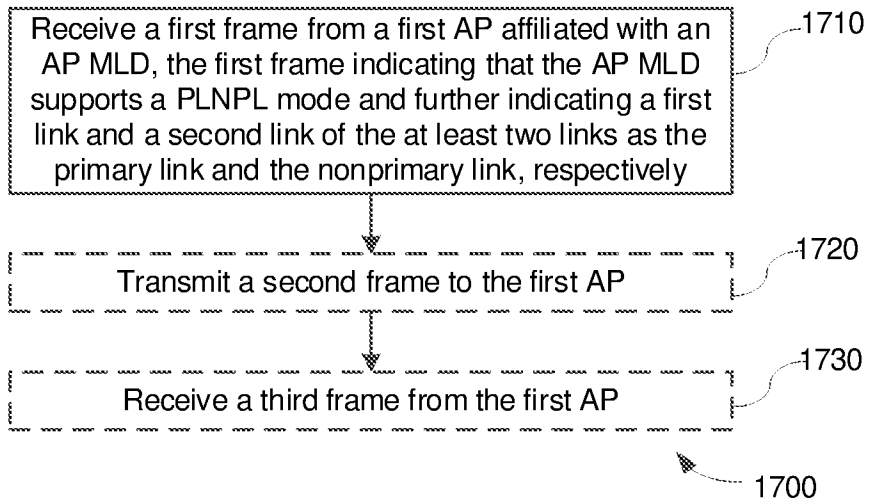 Receive a first frame from a first AP affiliated with an
AP MLD, the first frame indicating that the AP MLD
supports a PLNPL mode and further indicating a first
link and a second link of the at least two links as the
primary link and the nonprimary link, respectively
1710
Transmit a second frame to the first AP
1720
Receive a third frame from the first AP
1730
1700